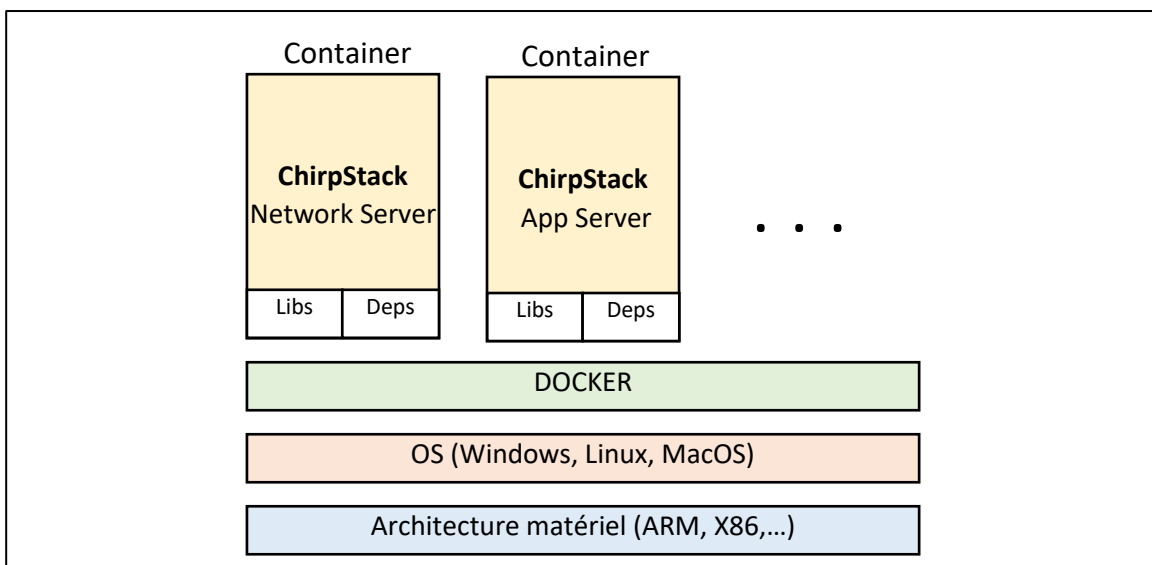 Container
Container
ChirpStack
Network Server
ChirpStack
App Server
. . .
Libs
Deps
Libs
Deps
DOCKER
OS (Windows, Linux, MacOS)
Architecture matériel (ARM, X86,...)